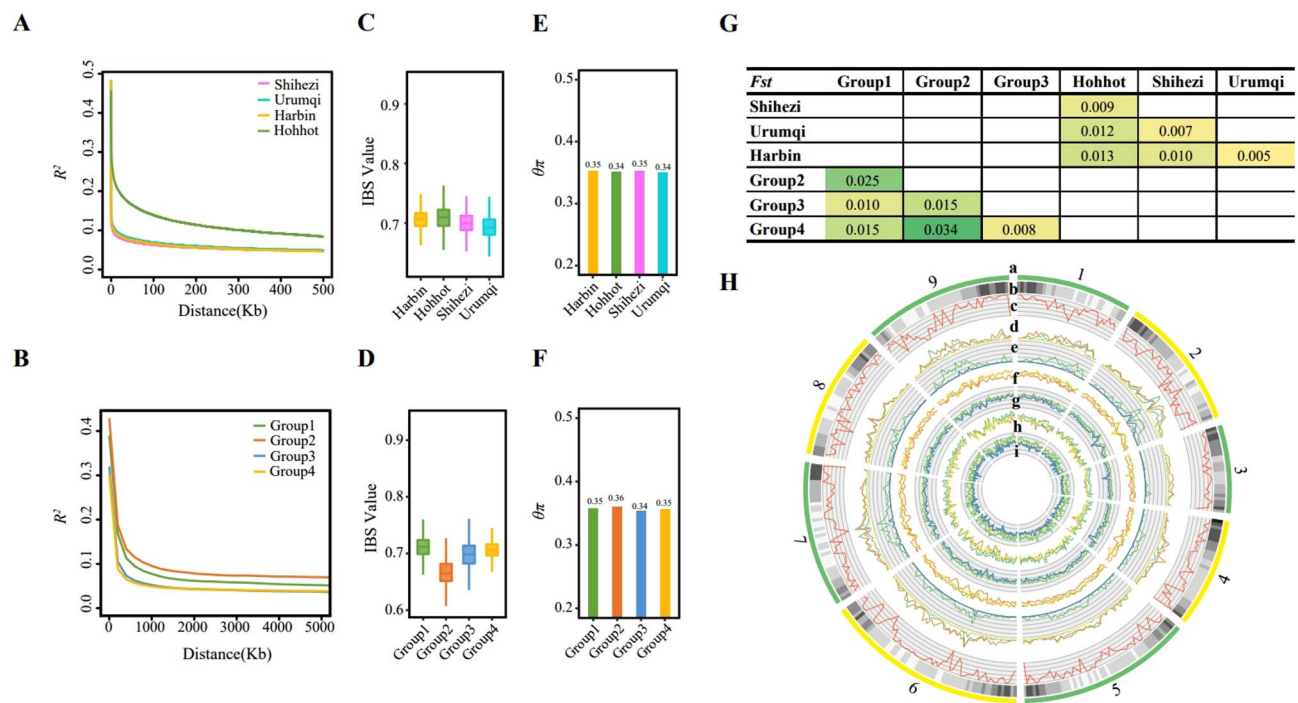 A
0.5
0.4
0.3
0.2
0.1
0.0
R²
Shihezi
Urumqi
Harbin
Hohhot
0 100 200 300 400 500
Distance(Kb)
C
0.9
0.8
0.7
IBS Value
Harbin Hohhot Shihezi Urumqi
E
0.5
0.4
0.3
0.2
θπ
0.35 0.34 0.35 0.34
Harbin Hohhot Shihezi Urumqi
G
Fst Group1 Group2 Group3 Hohhot Shihezi Urumqi
Shihezi 0.009
Urumqi 0.012 0.007
Harbin 0.013 0.010 0.005
Group2 0.025
Group3 0.010 0.015
Group4 0.015 0.034 0.008
B
0.4
0.3
0.2
0.1
0.0
R²
Group1
Group2
Group3
Group4
0 1000 2000 3000 4000 5000
Distance(Kb)
D
0.9
0.8
0.7
0.6
IBS Value
Group1 Group2 Group3 Group4
F
0.5
0.4
0.3
0.2
θπ
0.35 0.36 0.34 0.35
Group1 Group2 Group3 Group4
H
a
b
c
d
e
f
g
h
i
1
2
3
4
5
6
7
8
9